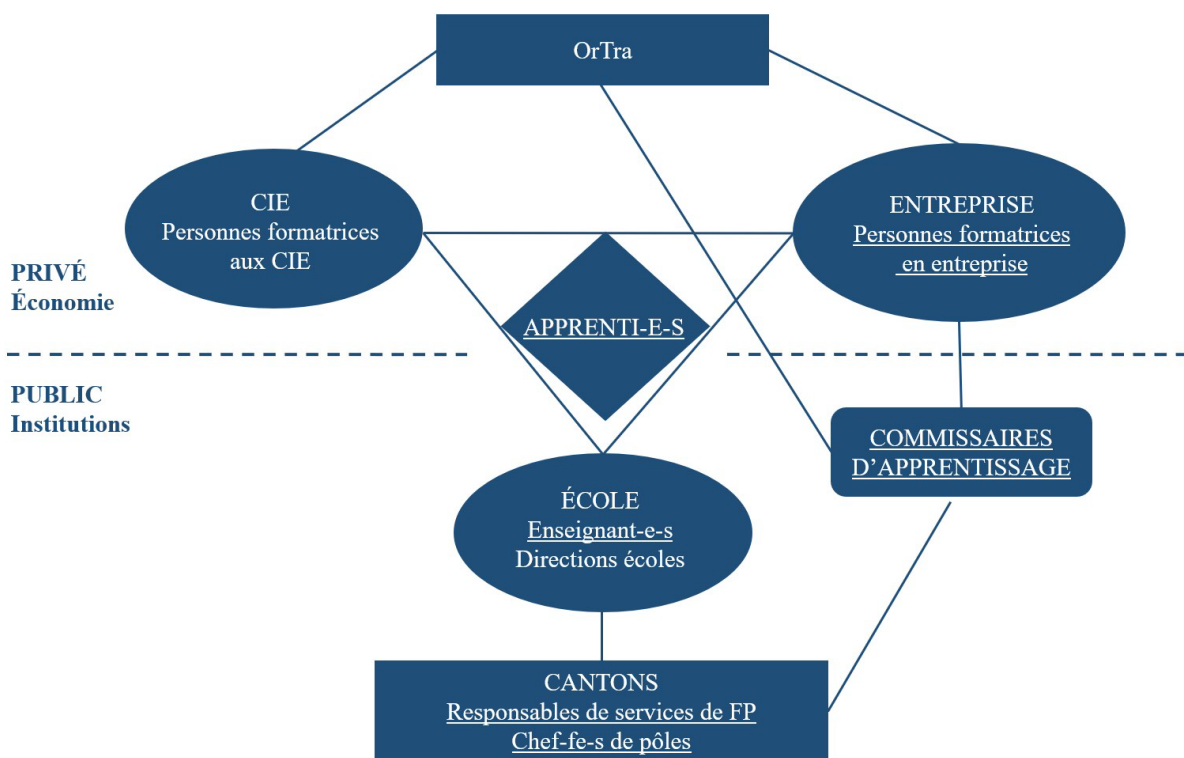 OrTra
CIE
Personnes formatrices
aux CIE
ENTREPRISE
Personnes formatrices
en entreprise
PRIVÉ
Économie
APPRENTI-E-S
PUBLIC
Institutions
COMMISSAIRES
D’APPRENTISSAGE
ÉCOLE
Enseignant-e-s
Directions écoles
CANTONS
Responsables de services de FP
Chef-fe-s de pôles